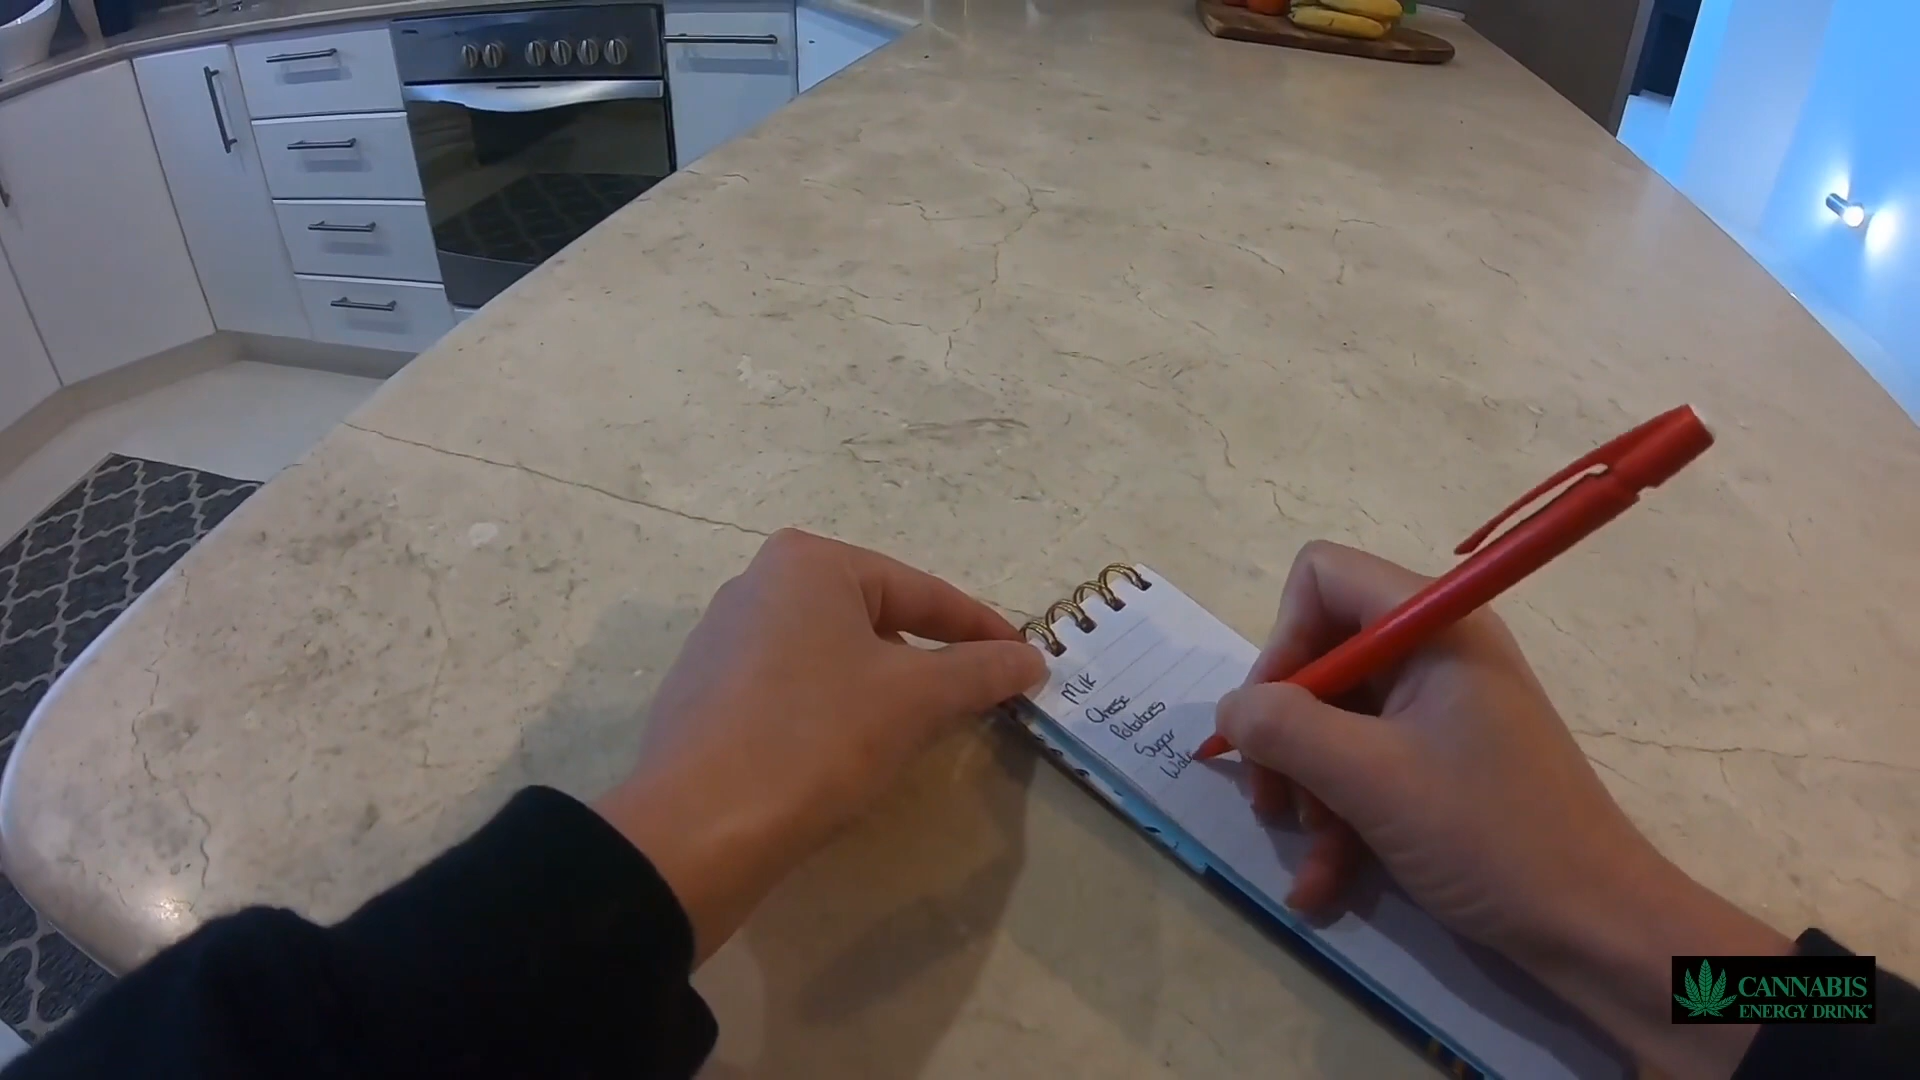 Milk
Cheese
Potatoes
Sugar
CANNABIS
ENERGY DRINK